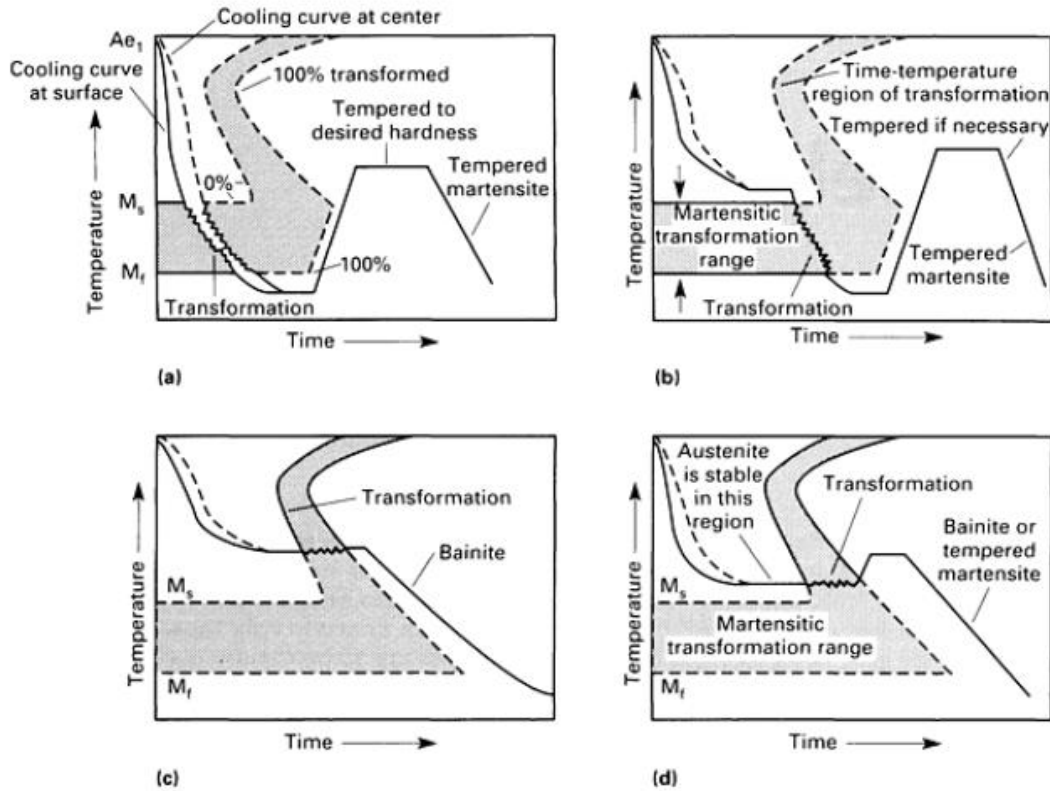 Cooling curve at center
Ae1
Cooling curve
at surface
100% transformed
Tempered to
desired hardness
Tempered
martensite
0%
Ms
Mf
100%
Transformation
Temperature
Time
(a)
Time-temperature
region of transformation
Tempered if necessary
Ms
Martensitic
transformation
range
Mf
Tempered
martensite
Transformation
Temperature
Time
(b)
Transformation
Bainite
Ms
Mf
Temperature
Time
(c)
Austenite
is stable
in this
region
Transformation
Bainite or
tempered
martensite
Ms
Martensitic
transformation range
Mf
Temperature
Time
(d)